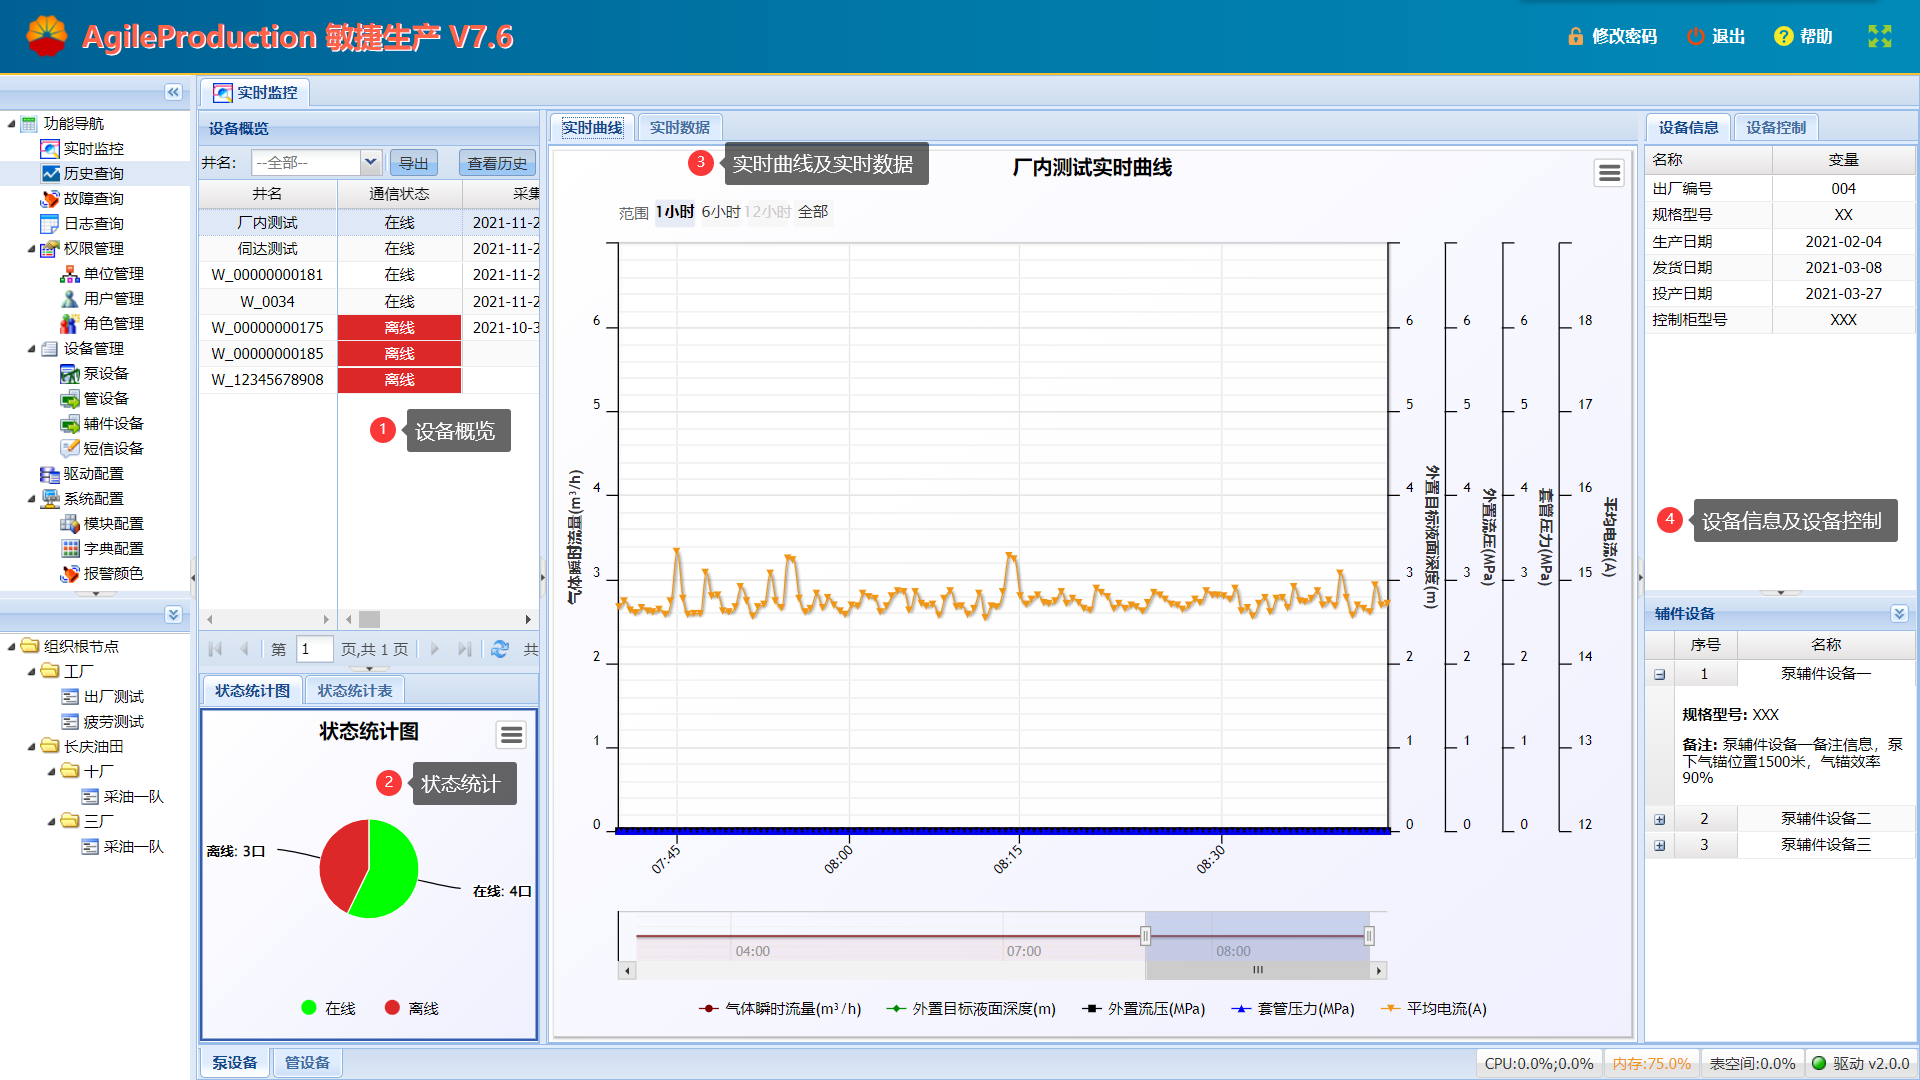 AgileProduction 敏捷生产 V7.6
修改密码
退出
帮助
功能导航
实时监控
历史查询
故障查询
日志查询
权限管理
单位管理
用户管理
角色管理
设备管理
泵设备
管设备
辅件设备
短信设备
驱动配置
系统配置
模块配置
字典配置
报警颜色
组织根节点
工厂
出厂测试
疲劳测试
长庆油田
十厂
采油一队
三厂
采油一队
实时监控
设备概览
井名: --全部-- 导出 查看历史
井名 通信状态 采集
厂内测试 在线 2021-11-2
伺达测试 在线 2021-11-2
W_00000000181 在线 2021-11-2
W_0034 在线 2021-11-2
W_00000000175 离线 2021-10-3
W_00000000185 离线
W_12345678908 离线
1 设备概览
第 1 页,共 1 页 共
状态统计图 状态统计表
状态统计图
2 状态统计
离线: 3口
在线: 4口
在线 离线
泵设备 管设备
实时曲线 实时数据
3 实时曲线及实时数据
厂内测试实时曲线
范围 1小时 6小时 12小时 全部
气体瞬时流量(m³/h)
6
5
4
3
2
1
0
07:45 08:00 08:15 08:30
6
5
4
3
2
1
0
外置目标液面深度(m)
6
5
4
3
2
1
0
外置流压(MPa)
6
5
4
3
2
1
0
套管压力(MPa)
18
17
16
15
14
13
12
平均电流(A)
04:00 07:00 08:00
气体瞬时流量(m³/h) 外置目标液面深度(m) 外置流压(MPa) 套管压力(MPa) 平均电流(A)
设备信息 设备控制
名称 变量
出厂编号 004
规格型号 XX
生产日期 2021-02-04
发货日期 2021-03-08
投产日期 2021-03-27
控制柜型号 XXX
4 设备信息及设备控制
辅件设备
序号 名称
1 泵辅件设备一
规格型号: XXX
备注: 泵辅件设备一备注信息，泵
下气锚位置1500米，气锚效率
90%
2 泵辅件设备二
3 泵辅件设备三
CPU:0.0%;0.0% 内存:75.0% 表空间:0.0% 驱动 v2.0.0